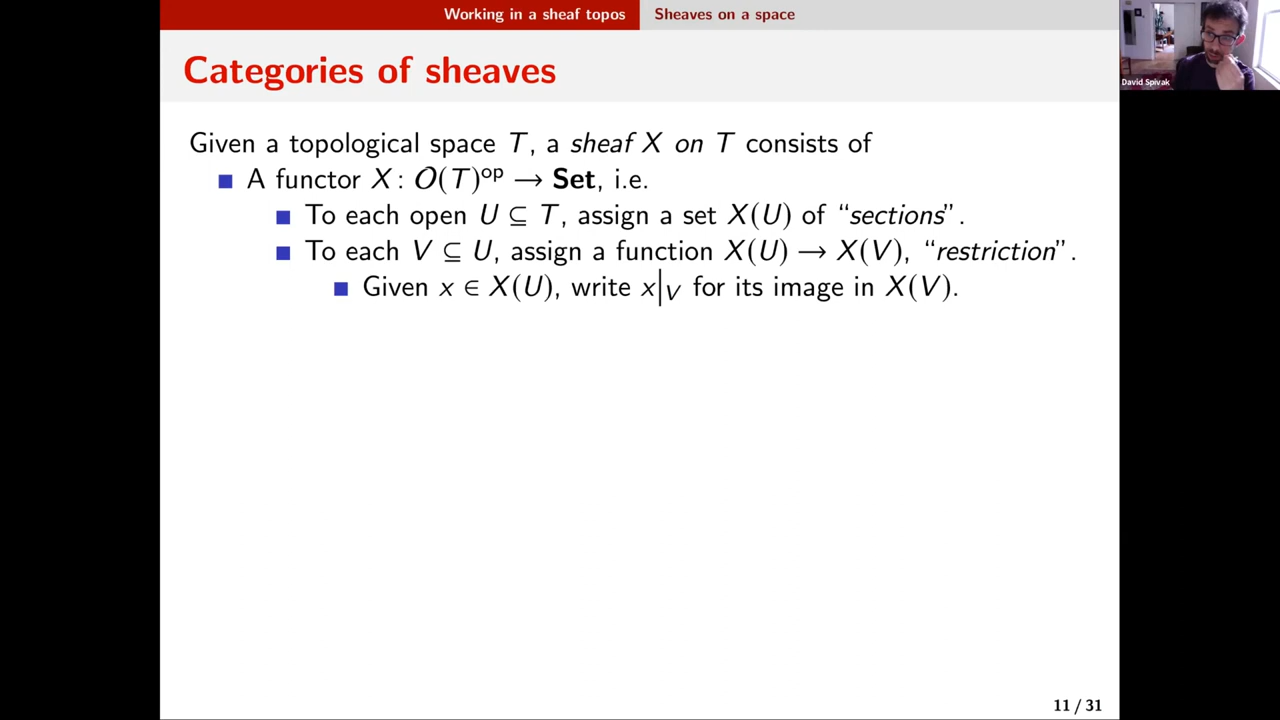 Working in a sheaf topos Sheaves on a space
David Spivak
Categories of sheaves
Given a topological space T, a sheaf X on T consists of
A functor X : O(T)ᵒᵖ → Set, i.e.
To each open U ⊆ T, assign a set X(U) of “sections”.
To each V ⊆ U, assign a function X(U) → X(V), “restriction”.
Given x ∈ X(U), write x|_V for its image in X(V).
11 / 31